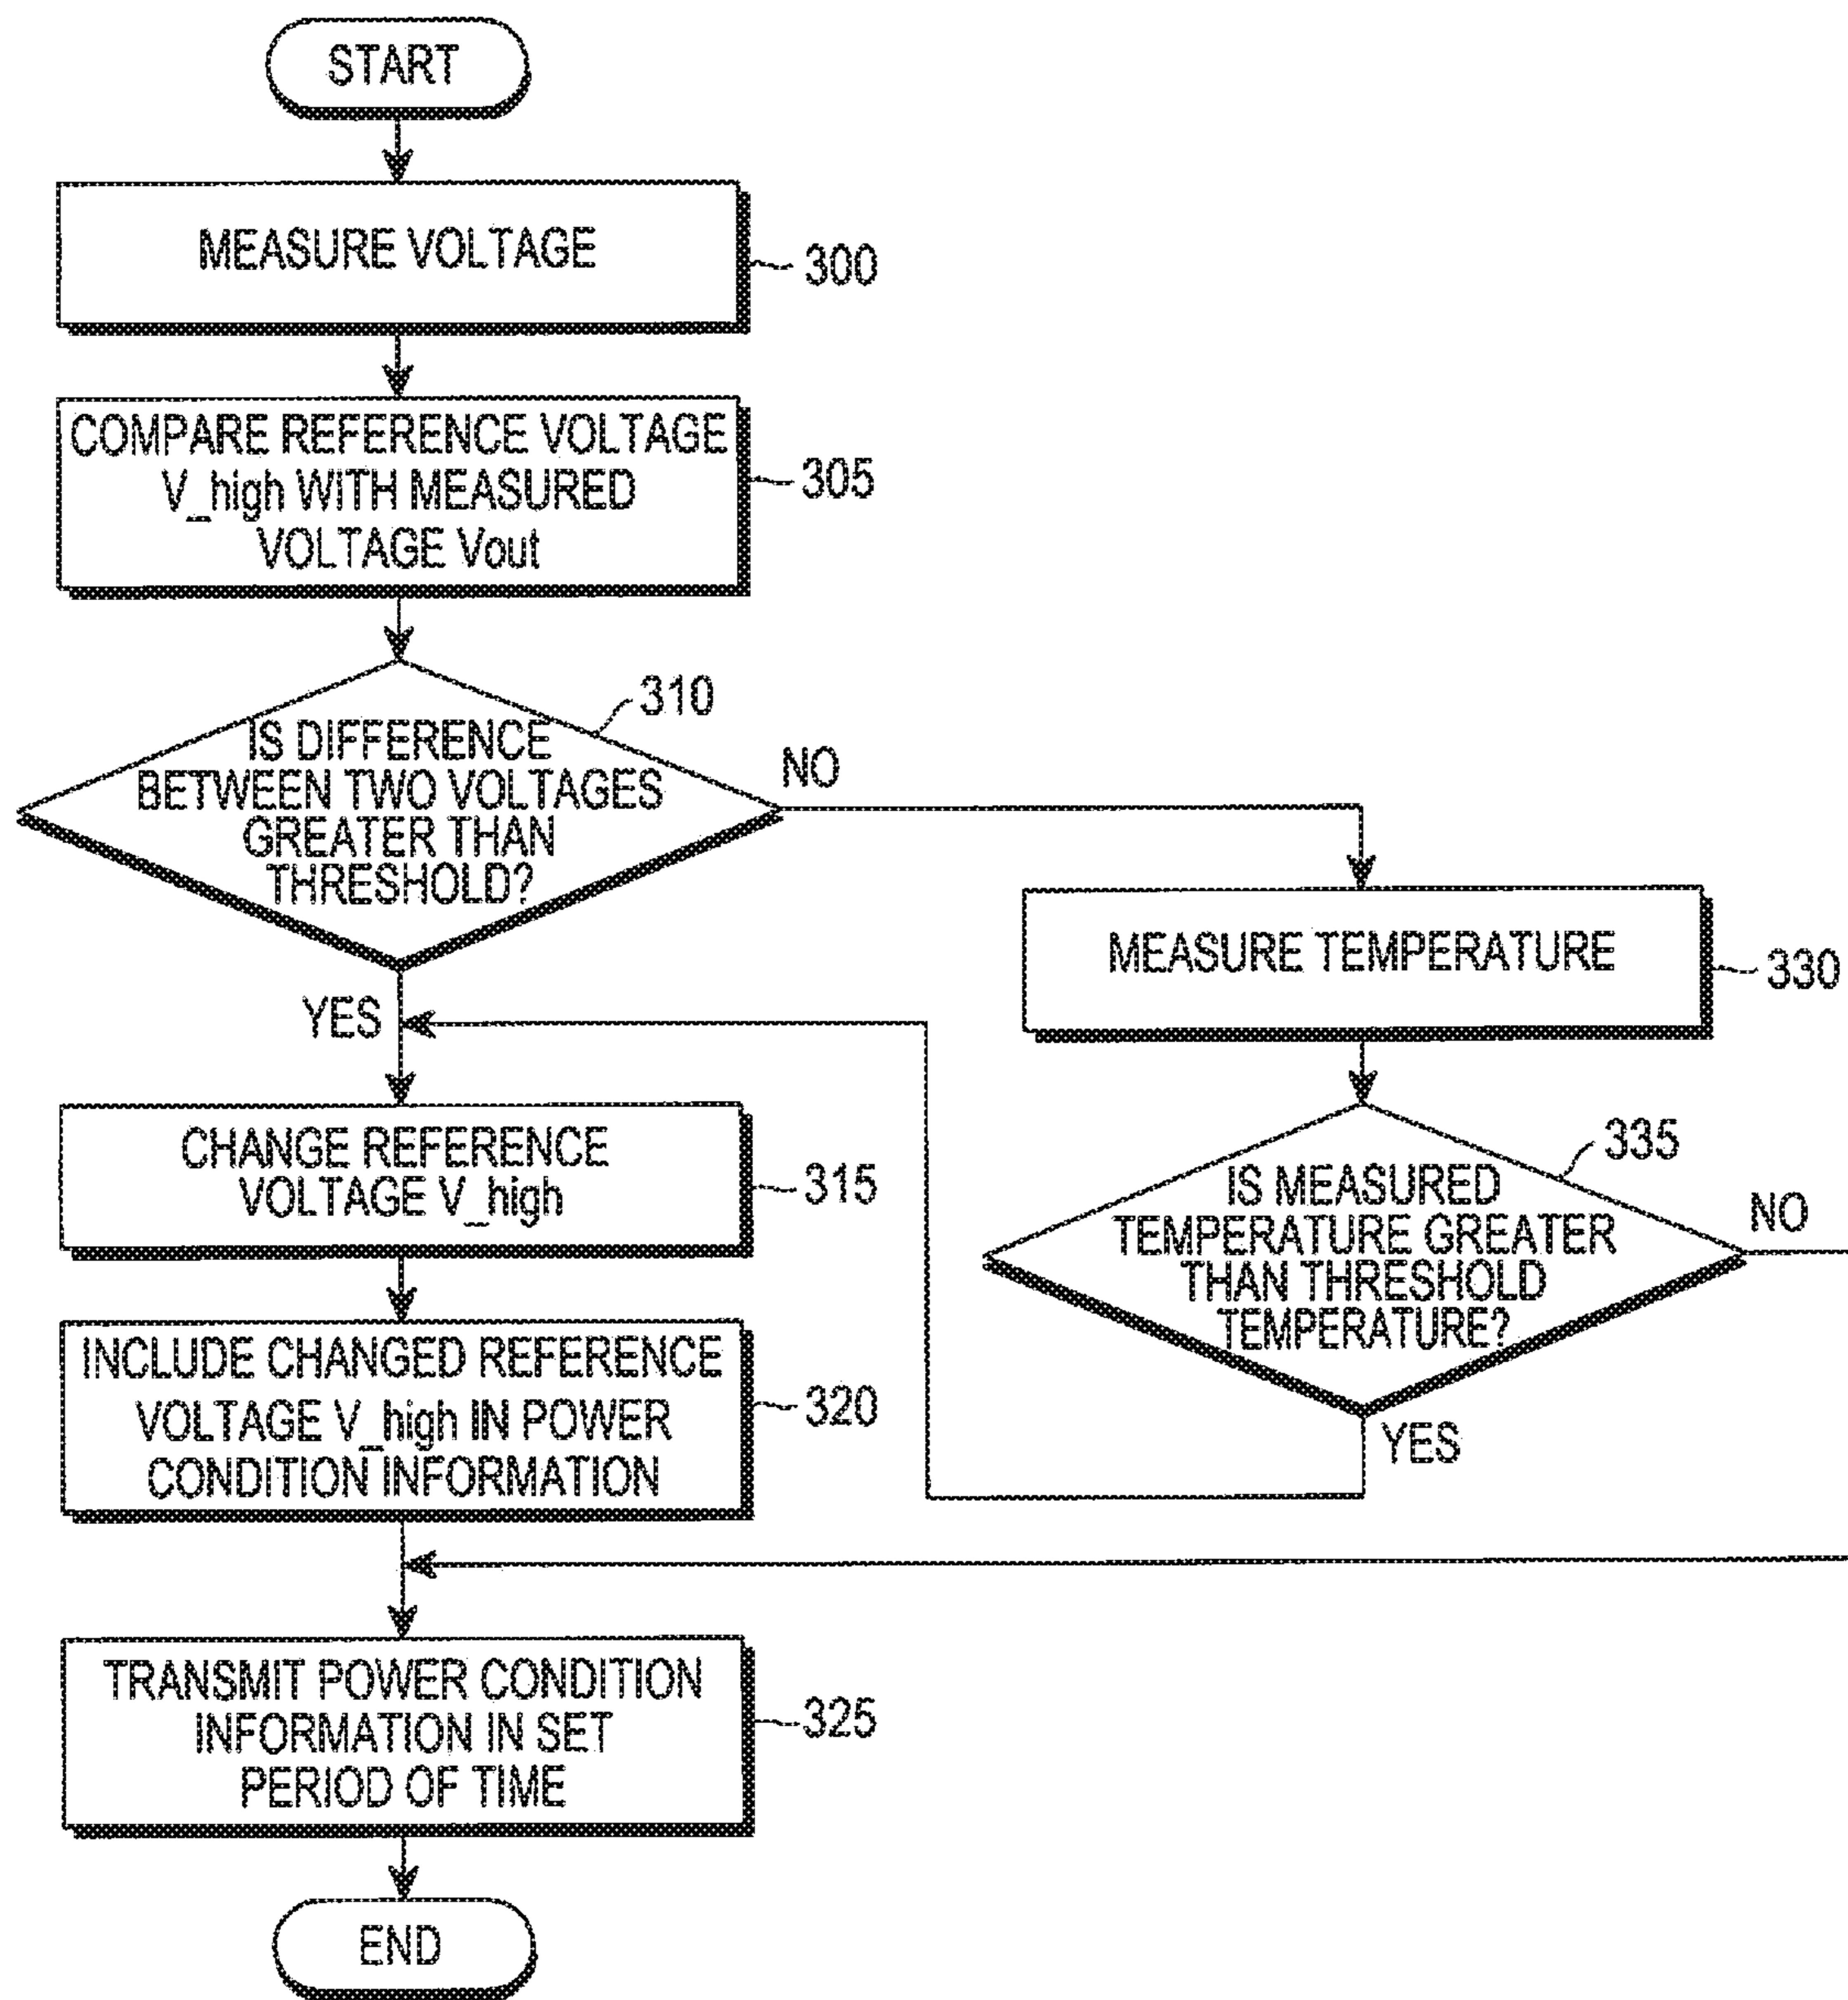 START
MEASURE VOLTAGE
300
COMPARE REFERENCE VOLTAGE
V_high WITH MEASURED
VOLTAGE Vout
305
310
IS DIFFERENCE
BETWEEN TWO VOLTAGES
GREATER THAN
THRESHOLD?
NO
YES
MEASURE TEMPERATURE
330
335
IS MEASURED
TEMPERATURE GREATER
THAN THRESHOLD
TEMPERATURE?
NO
YES
CHANGE REFERENCE
VOLTAGE V_high
315
INCLUDE CHANGED REFERENCE
VOLTAGE V_high IN POWER
CONDITION INFORMATION
320
TRANSMIT POWER CONDITION
INFORMATION IN SET
PERIOD OF TIME
325
END